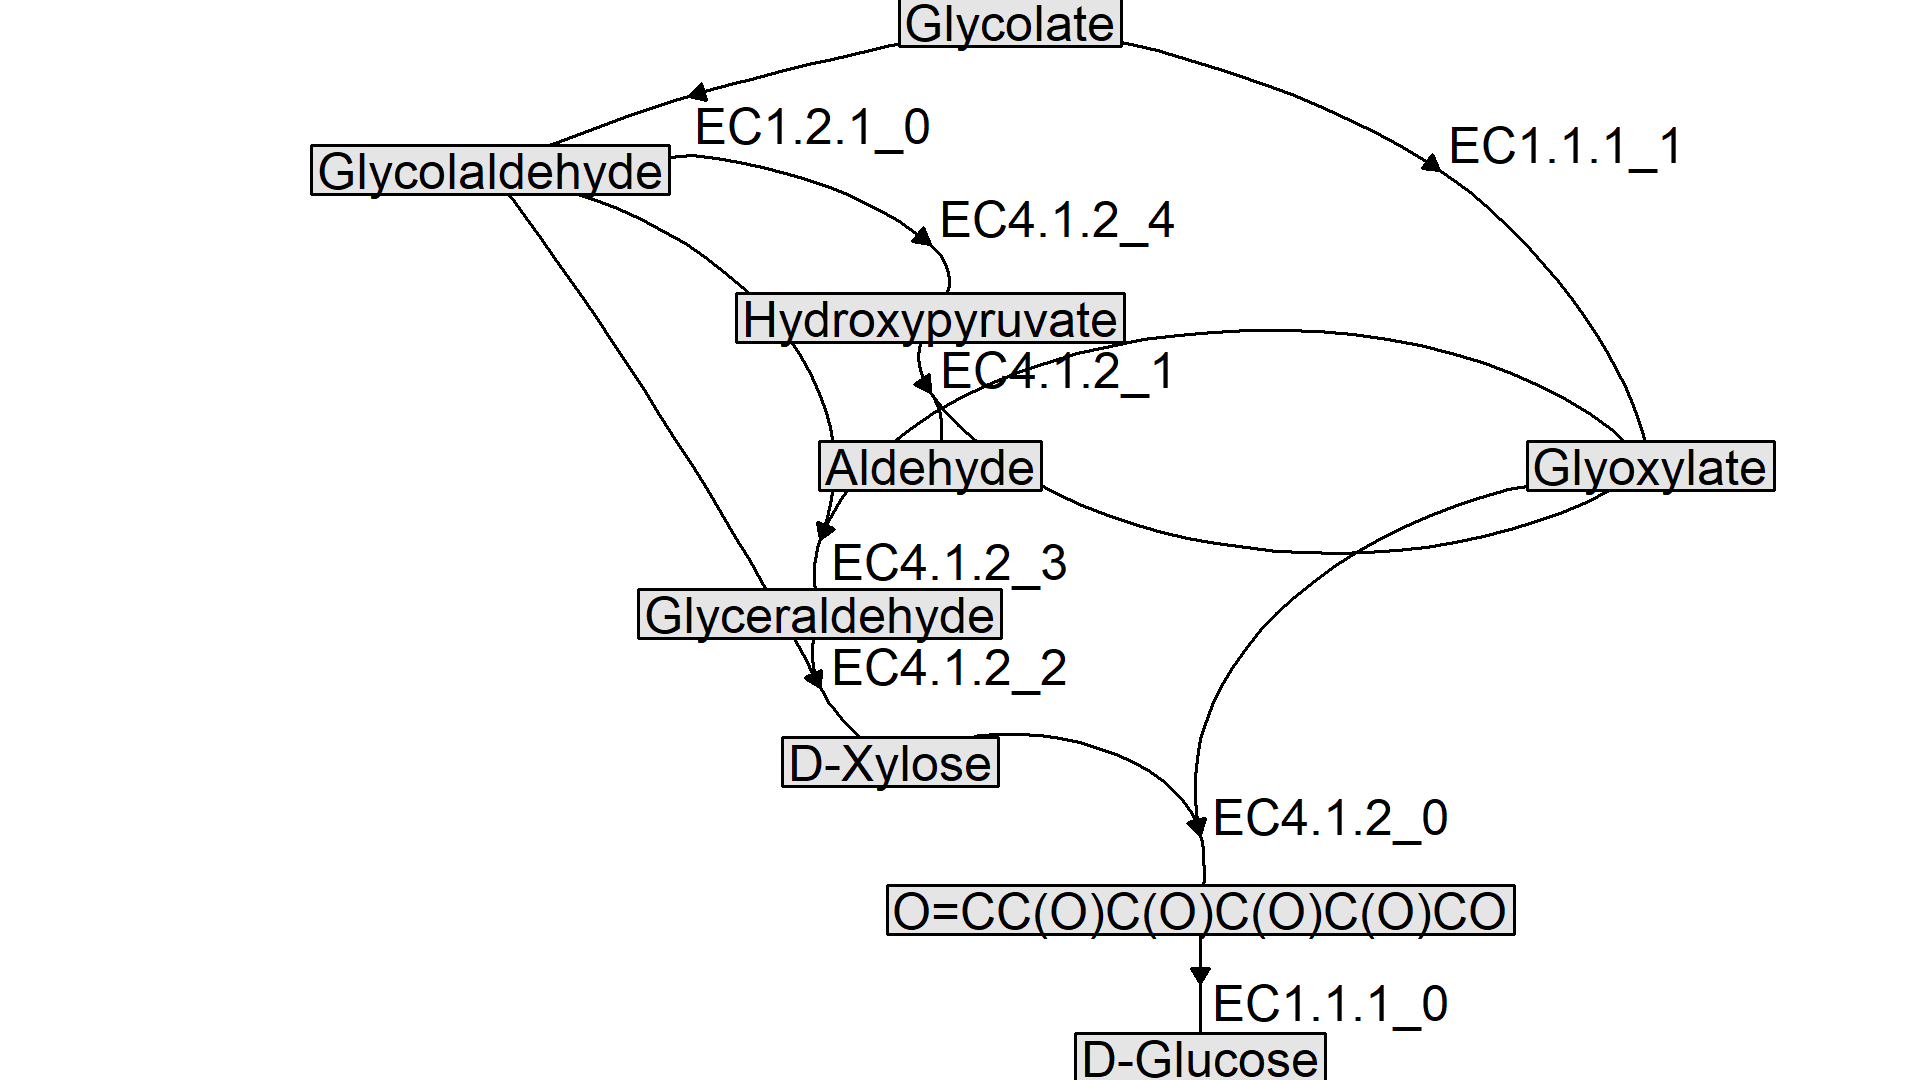 Glycolate
EC1.2.1_0
EC1.1.1_1
Glycolaldehyde
EC4.1.2_4
Hydroxypyruvate
EC4.1.2_1
Aldehyde
Glyoxylate
EC4.1.2_3
Glyceraldehyde
EC4.1.2_2
D-Xylose
EC4.1.2_0
O=CC(O)C(O)C(O)C(O)CO
EC1.1.1_0
D-Glucose